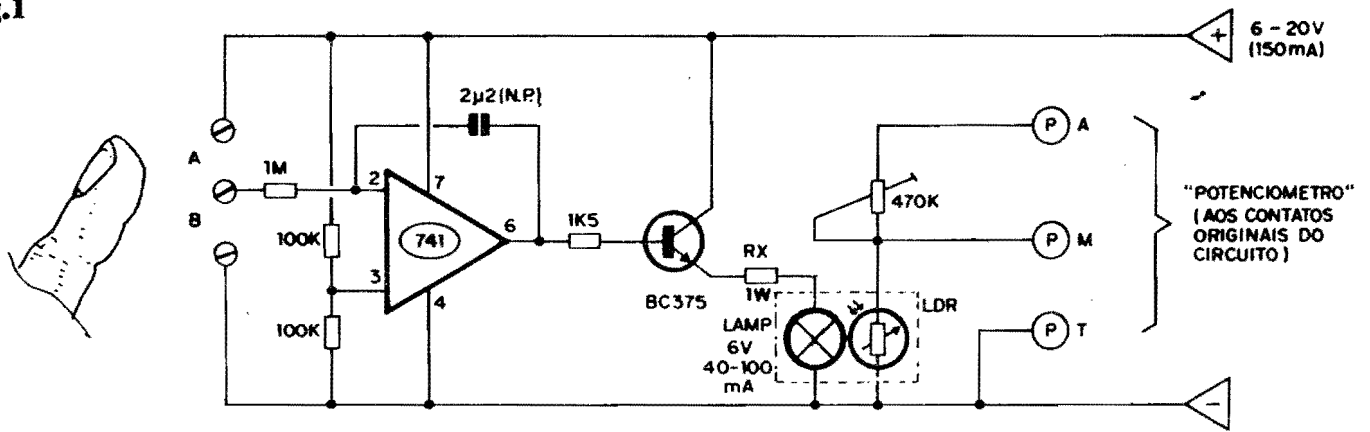 g.1
6 - 20V
(150mA)
2µ2(N.P.)
P A
A
1M
2
7
470K
"POTENCIOMETRO"
(AOS CONTATOS
ORIGINAIS DO
CIRCUITO)
B
6
1K5
100K
741
P M
3
RX
4
BC375
1W
LDR
100K
LAMP
6V
40-100
mA
P T